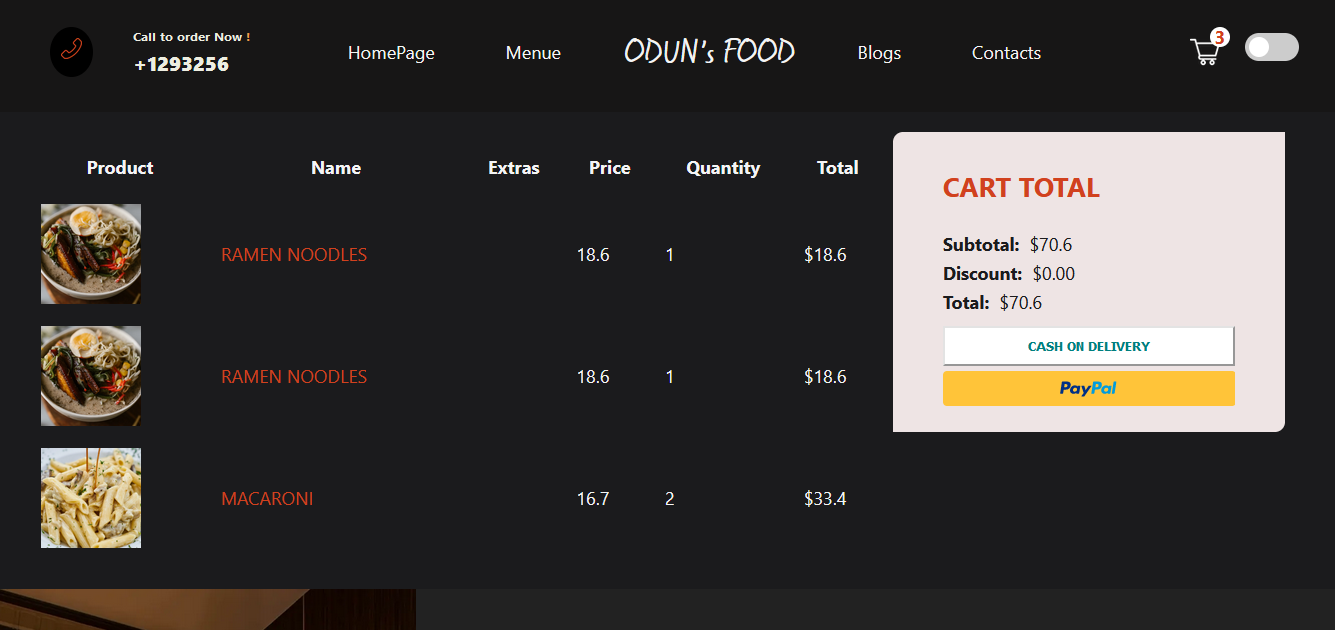 Call to order Now !
+1293256
HomePage
Menue
ODUN's FOOD
Blogs
Contacts
3
Product Name Extras Price Quantity Total
RAMEN NOODLES 18.6 1 $18.6
RAMEN NOODLES 18.6 1 $18.6
MACARONI 16.7 2 $33.4
CART TOTAL
Subtotal: $70.6
Discount: $0.00
Total: $70.6
CASH ON DELIVERY
PayPal